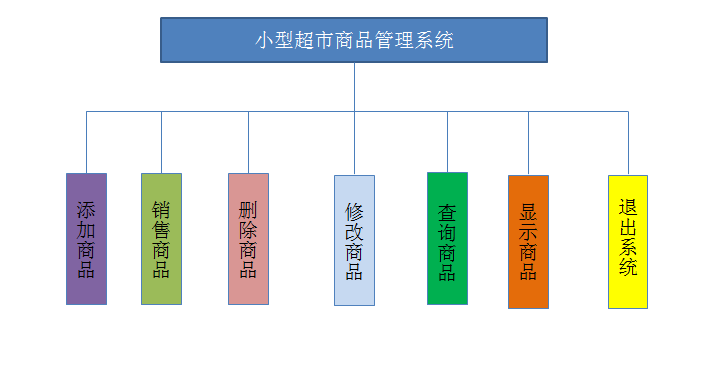 小型超市商品管理系统
添加商品
销售商品
删除商品
修改商品
查询商品
显示商品
退出系统